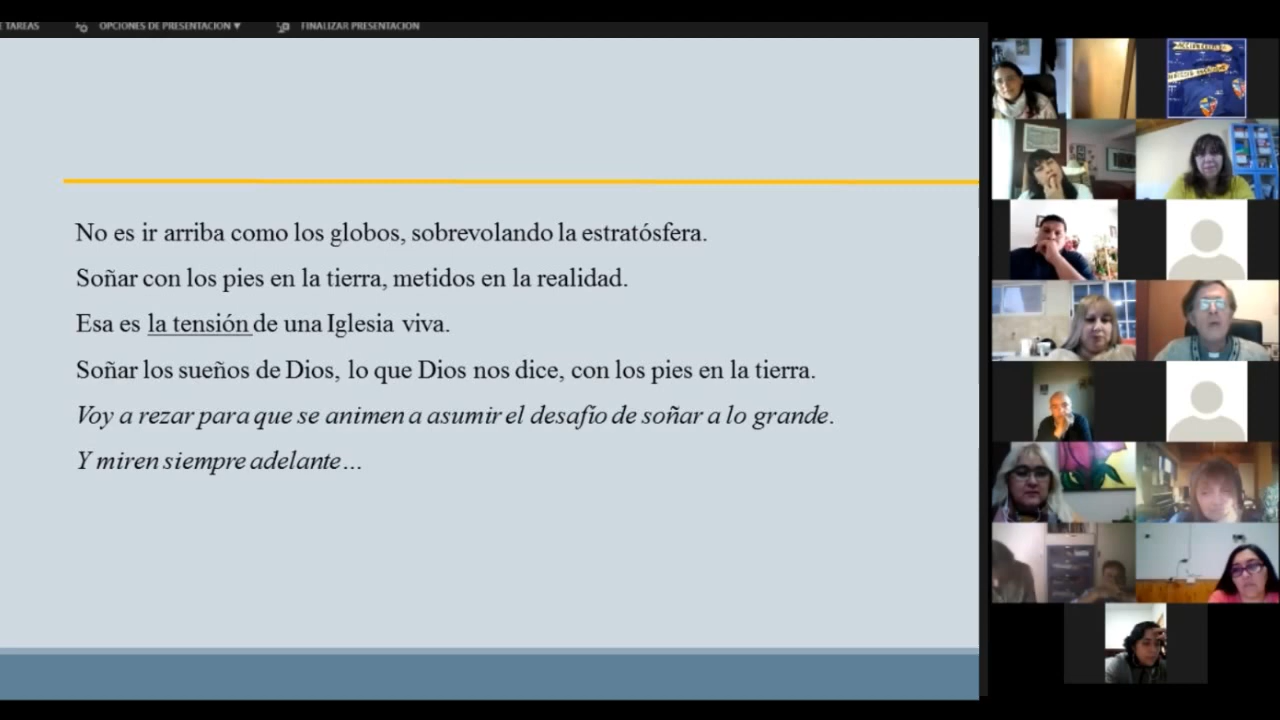 TAREAS OPCIONES DE PRESENTACIÓN ▼ FINALIZAR PRESENTACIÓN
No es ir arriba como los globos, sobrevolando la estratósfera.
Soñar con los pies en la tierra, metidos en la realidad.
Esa es la tensión de una Iglesia viva.
Soñar los sueños de Dios, lo que Dios nos dice, con los pies en la tierra.
Voy a rezar para que se animen a asumir el desafío de soñar a lo grande.
Y miren siempre adelante…